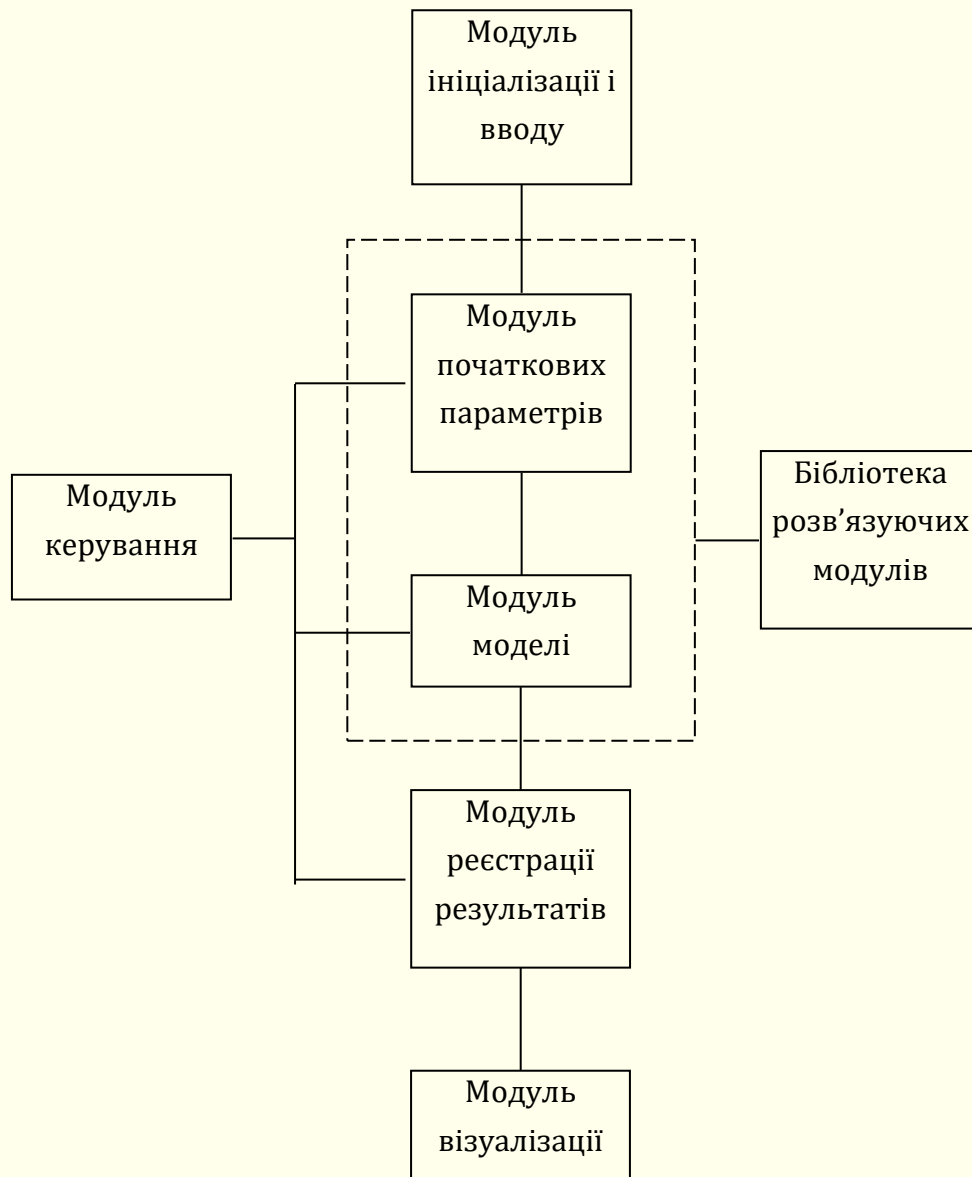 Модуль
ініціалізації і
вводу
Модуль
початкових
параметрів
Модуль
керування
Бібліотека
розв’язуючих
модулів
Модуль
моделі
Модуль
реєстрації
результатів
Модуль
візуалізації